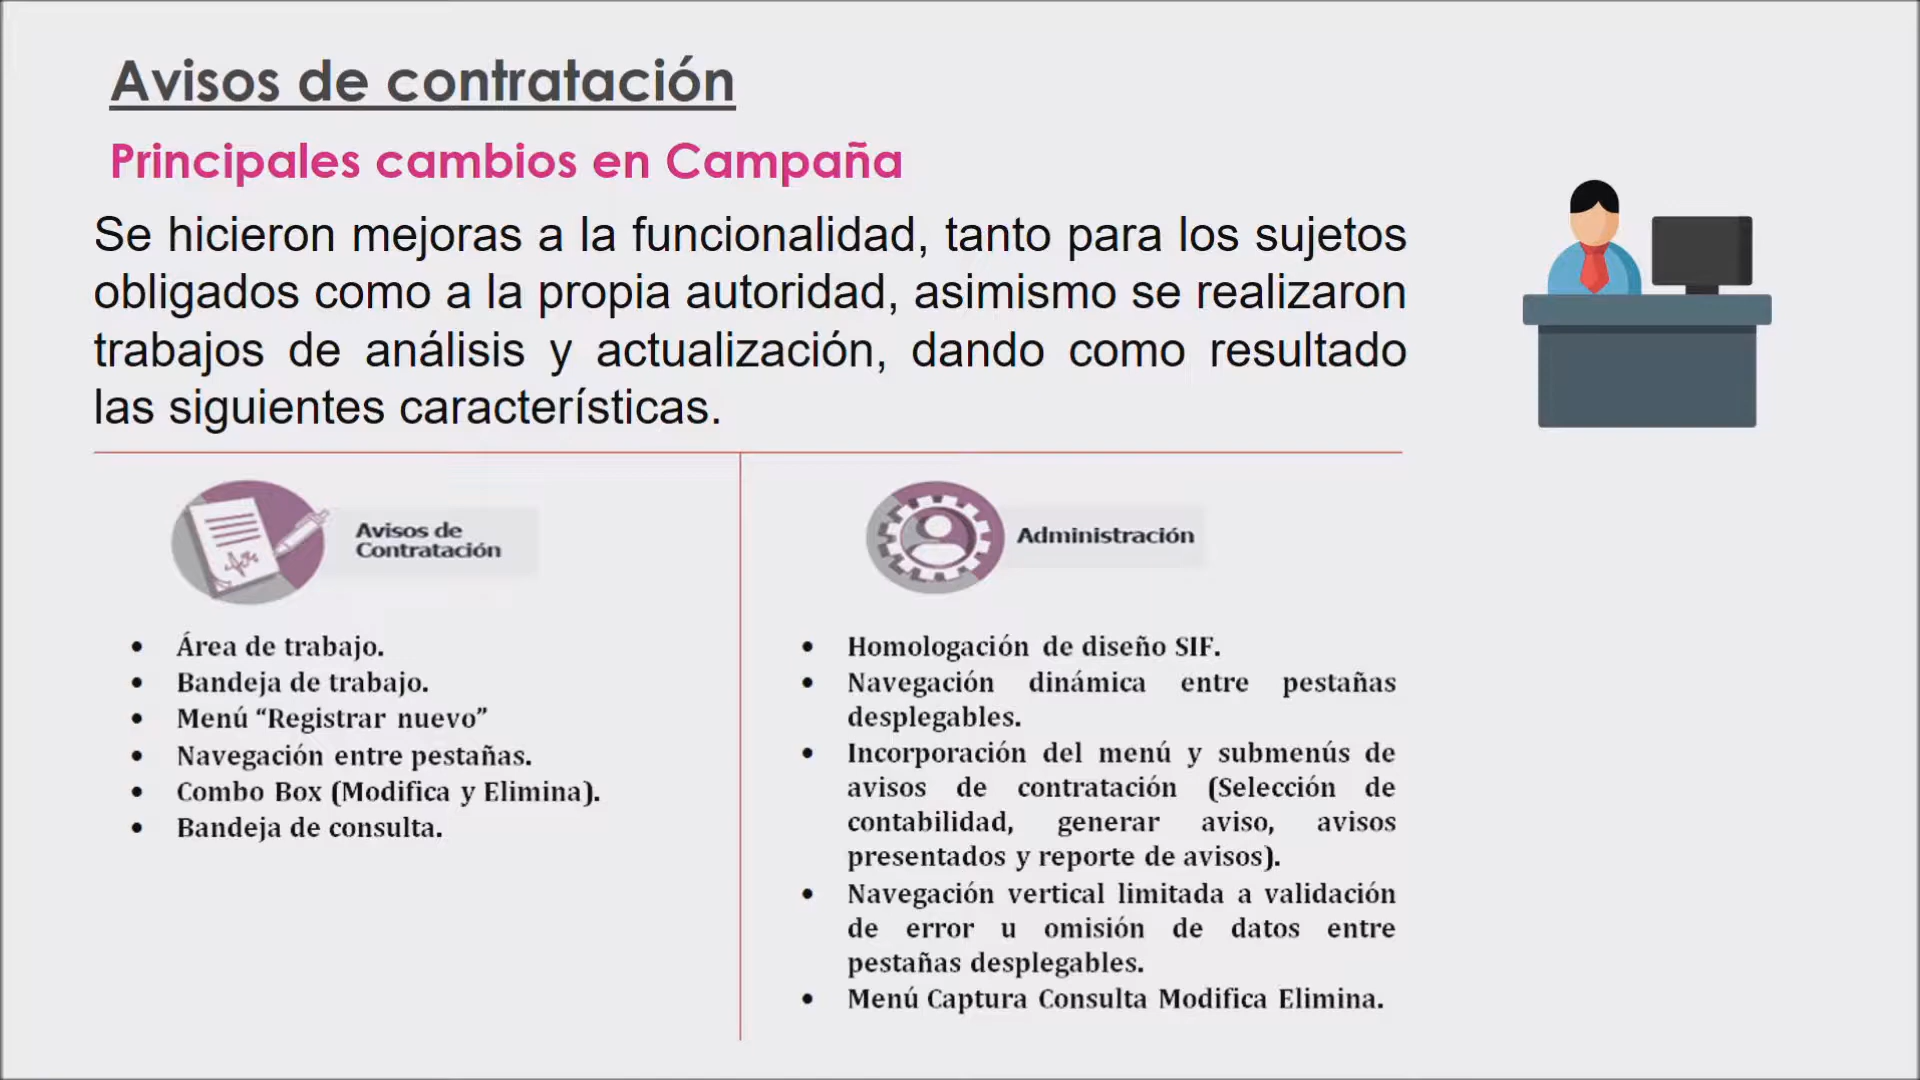 Avisos de contratación
Principales cambios en Campaña
Se hicieron mejoras a la funcionalidad, tanto para los sujetos
obligados como a la propia autoridad, asimismo se realizaron
trabajos de análisis y actualización, dando como resultado
las siguientes características.
Avisos de
Contratación
• Área de trabajo.
• Bandeja de trabajo.
• Menú “Registrar nuevo”
• Navegación entre pestañas.
• Combo Box (Modifica y Elimina).
• Bandeja de consulta.
Administración
• Homologación de diseño SIF.
• Navegación dinámica entre pestañas
desplegables.
• Incorporación del menú y submenús de
avisos de contratación (Selección de
contabilidad, generar aviso, avisos
presentados y reporte de avisos).
• Navegación vertical limitada a validación
de error u omisión de datos entre
pestañas desplegables.
• Menú Captura Consulta Modifica Elimina.